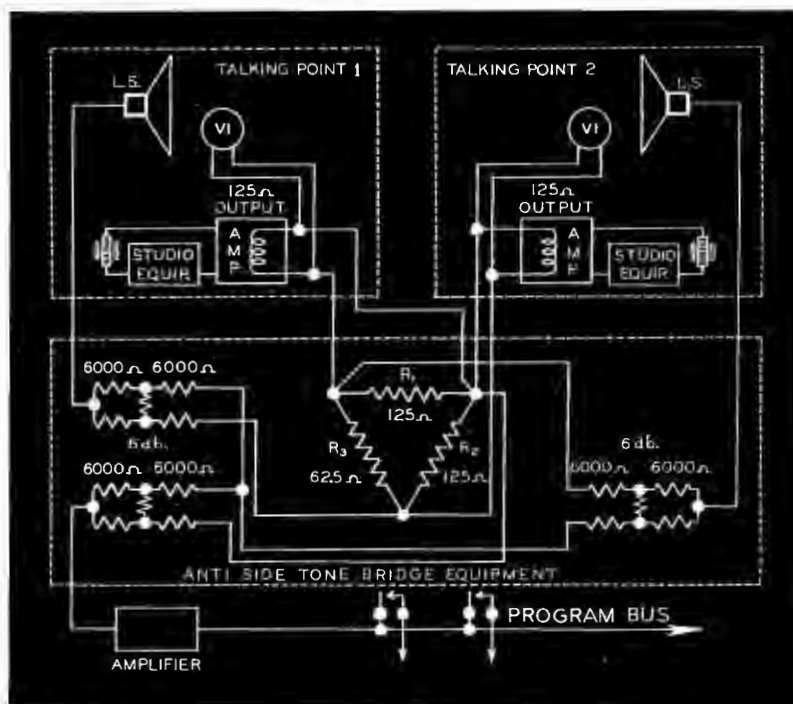 TALKING POINT 1
TALKING POINT 2
L.S.
L.S.
VI
VI
125Ω
OUTPUT
125Ω
OUTPUT
A
M
P
A
M
P
STUDIO
EQUIP.
STUDIO
EQUIP.
6000Ω 6000Ω
R₁
125Ω
6 db.
6 db.
R₃
R₂
6000Ω 6000Ω
62.5Ω
125Ω
6000Ω 6000Ω
ANTI SIDE TONE BRIDGE EQUIPMENT
PROGRAM BUS
AMPLIFIER